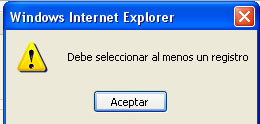 Windows Internet Explorer
Debe seleccionar al menos un registro
Aceptar